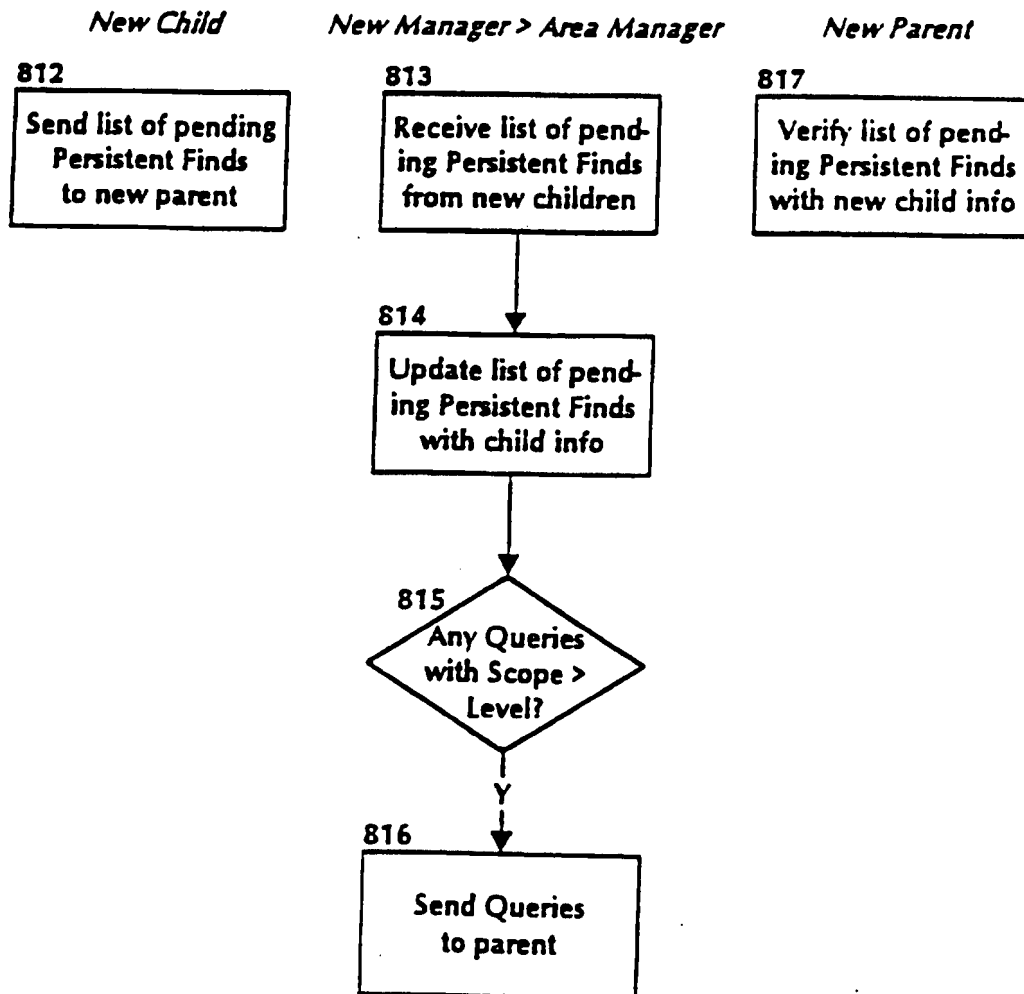 New Child
New Manager > Area Manager
New Parent
812
Send list of pending
Persistent Finds
to new parent
813
Receive list of pend-
ing Persistent Finds
from new children
817
Verify list of pend-
ing Persistent Finds
with new child info
814
Update list of pend-
ing Persistent Finds
with child info
815
Any Queries
with Scope >
Level?
Y
816
Send Queries
to parent